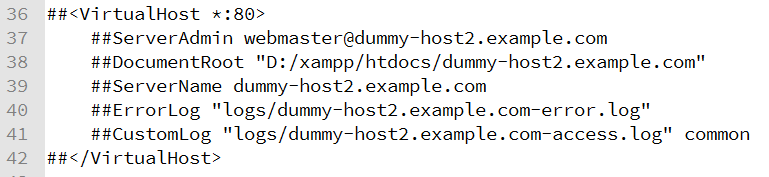 36 ##<VirtualHost *:80>
37     ##ServerAdmin webmaster@dummy-host2.example.com
38     ##DocumentRoot "D:/xampp/htdocs/dummy-host2.example.com"
39     ##ServerName dummy-host2.example.com
40     ##ErrorLog "logs/dummy-host2.example.com-error.log"
41     ##CustomLog "logs/dummy-host2.example.com-access.log" common
42 ##</VirtualHost>